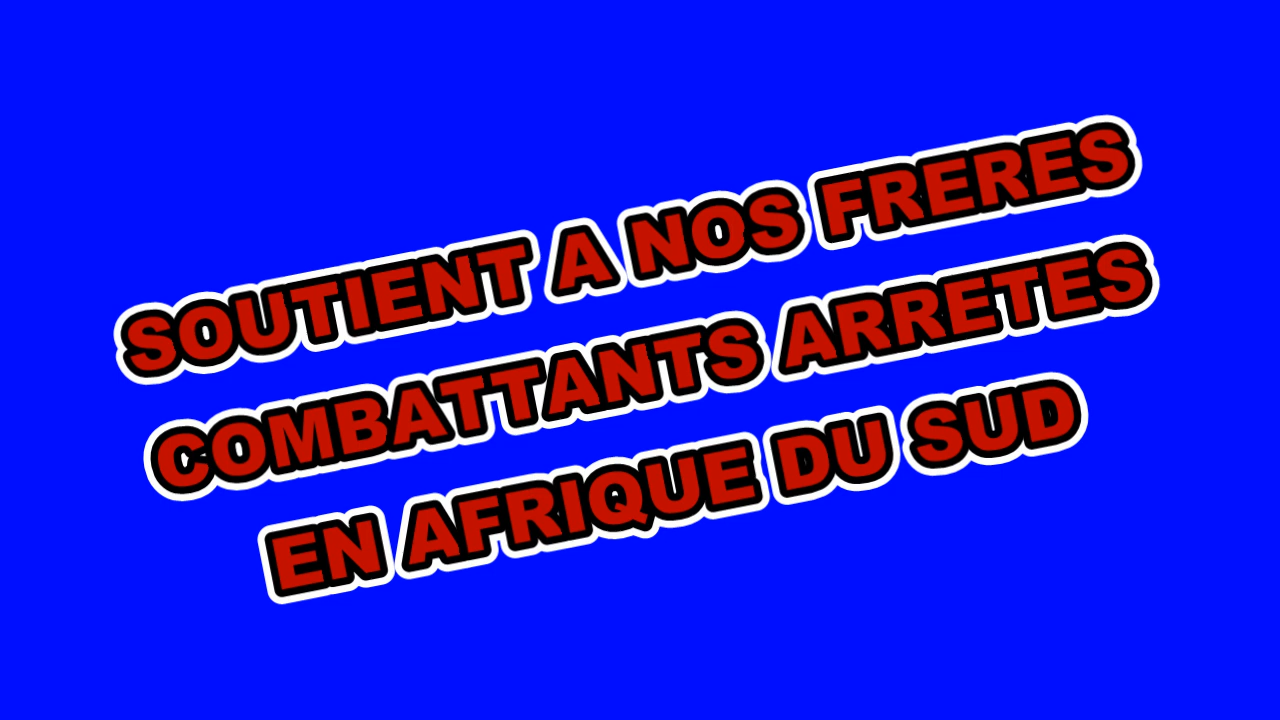 SOUTIENT A NOS FRERES
COMBATTANTS ARRETES
EN AFRIQUE DU SUD